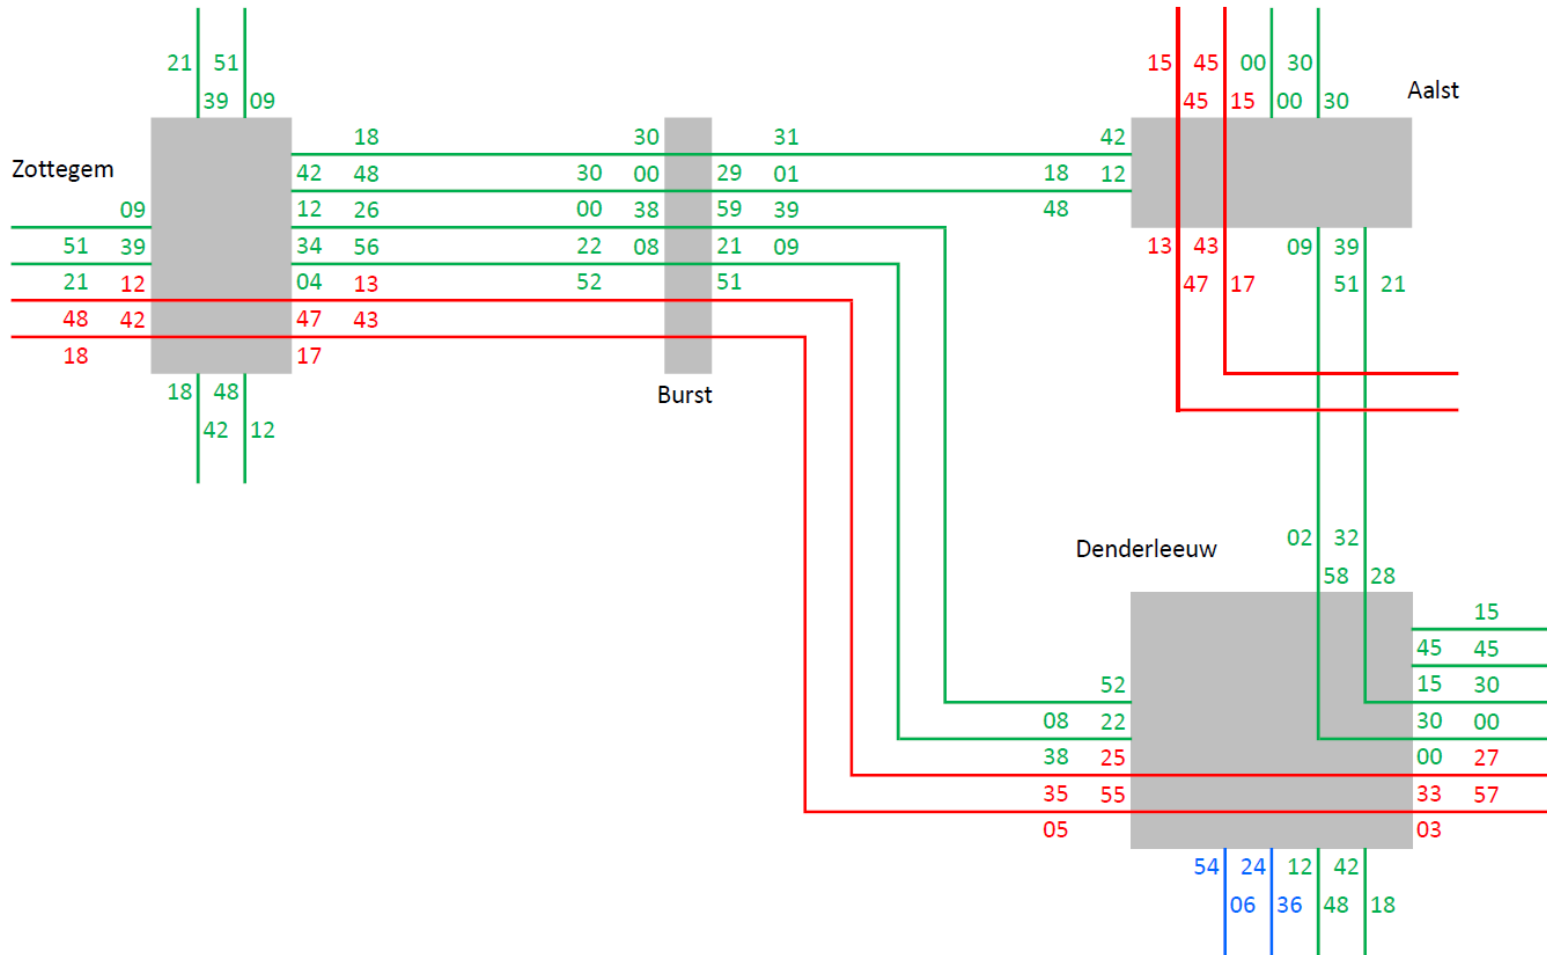 21 51
39 09
15 45 00 30
45 15 00 30
Aalst
18 30 31 42
Zottegem
42 48 30 00 29 01 18 12
09 12 26 00 38 59 39 48
51 39 34 56 22 08 21 09
21 12 04 13 52 51
48 42 47 43
18 17
13 43 09 39
47 17 51 21
18 48
42 12
Burst
02 32
Denderleeuw
58 28
15
45 45
52 15 30
08 22 30 00
38 25 00 27
35 55 33 57
05 03
54 24 12 42
06 36 48 18